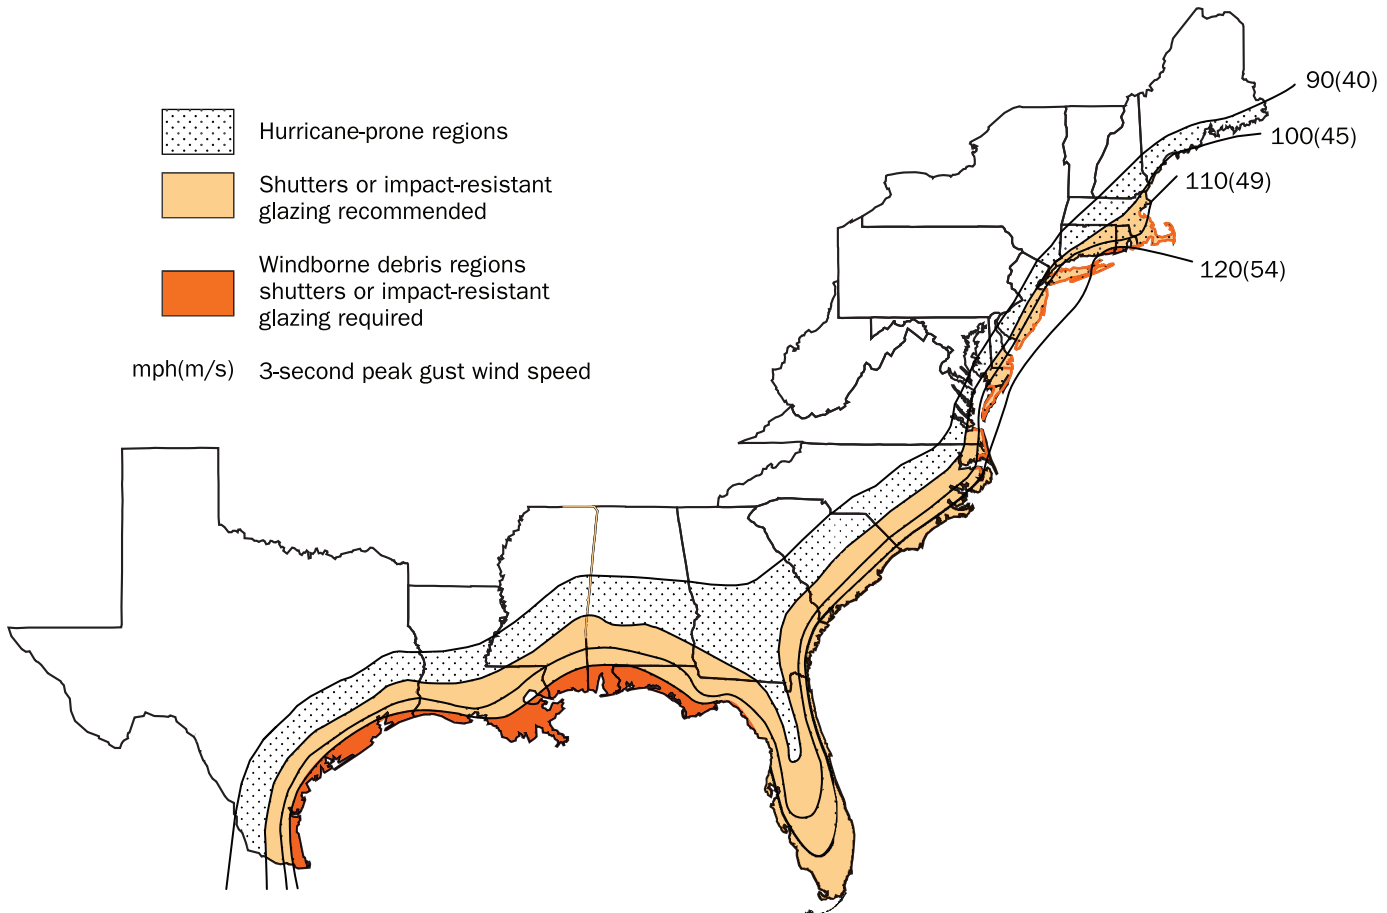 Hurricane-prone regions
Shutters or impact-resistant
glazing recommended
Windborne debris regions
shutters or impact-resistant
glazing required
mph(m/s) 3-second peak gust wind speed
90(40)
100(45)
110(49)
120(54)